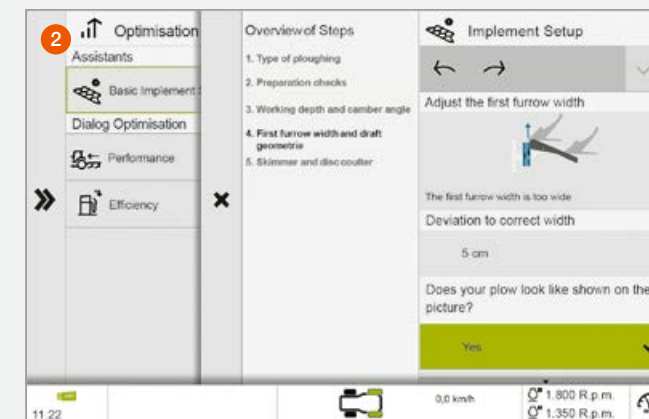 2
Optimisation
Assistants
Basic Implement
Dialog Optimisation
Performance
Efficiency
Overview of Steps
1. Type of ploughing
2. Preparation checks
3. Working depth and camber angle
4. First furrow width and draft
geometrie
5. Skimmer and disc coulter
Implement Setup
Adjust the first furrow width
The first furrow width is too wide
Deviation to correct width
5 cm
Does your plow look like shown on the
picture?
Yes
11.22
0,0 km/h
1.800 R.p.m.
1.350 R.p.m.